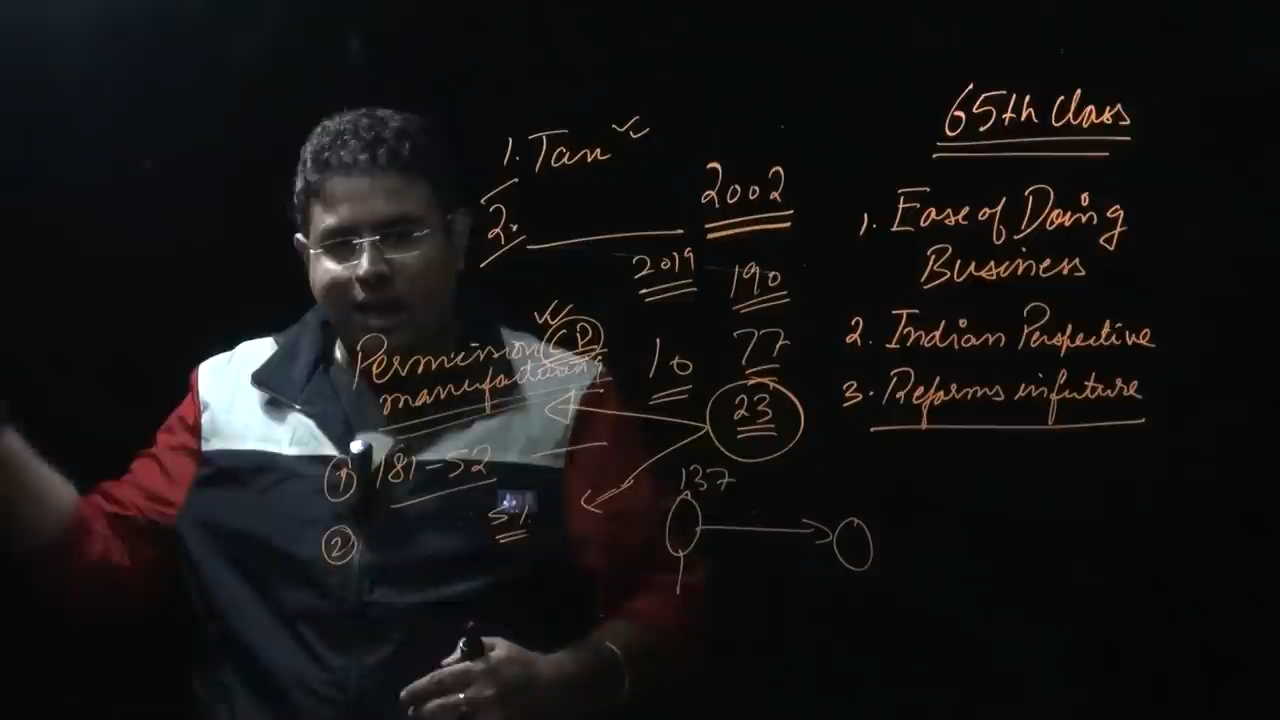 65th Class
1. Ease of Doing
Business
2. Indian Perspective
3. Reforms in future
1. Tax
2.
2002
2019
190
Permission CP
manufacturing
10
77
23
1 181-52
137
2